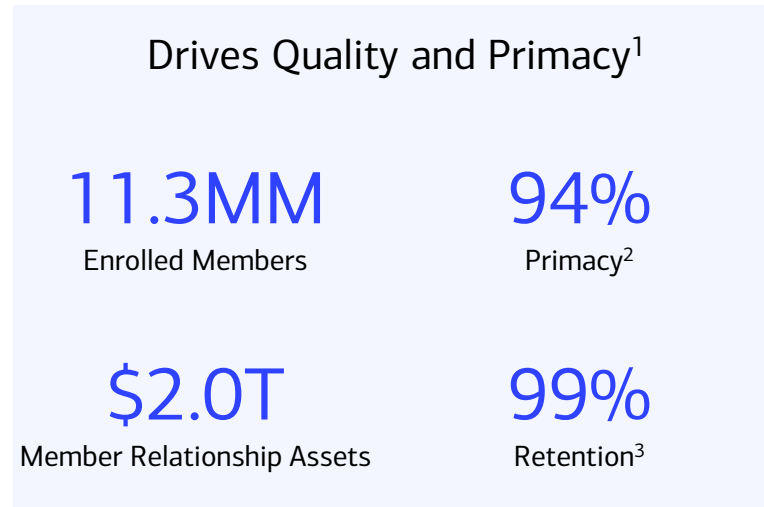 Drives Quality and Primacy¹
11.3MM
Enrolled Members
94%
Primacy²
$2.0T
Member Relationship Assets
99%
Retention³